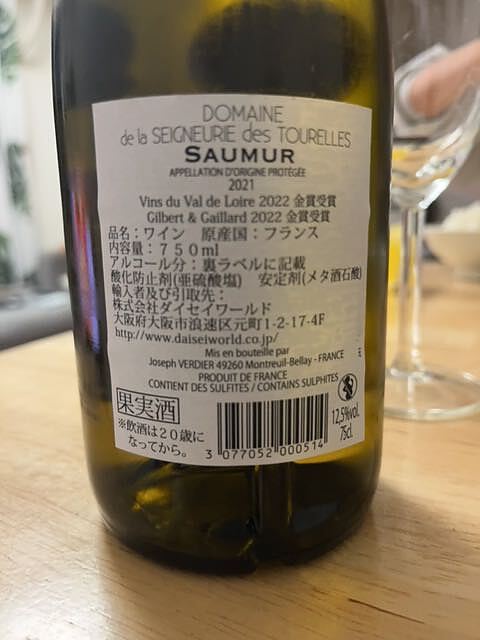 DOMAINE
de la SEIGNEURIE des TOURELLES
SAUMUR
APPELLATION D'ORIGINE PROTÉGÉE
2021
Vins du Val de Loire 2022 金賞受賞
Gilbert & Gaillard 2022 金賞受賞
品名：ワイン　原産国：フランス
内容量：７５０ml
アルコール分：裏ラベルに記載
酸化防止剤(亜硫酸塩)　安定剤(メタ酒石酸)
輸入者及び引取先：
株式会社ダイセイワールド
大阪府大阪市浪速区元町1-2-17-4F
http://www.daiseiworld.co.jp/
Mis en bouteille par
Joseph VERDIER 49260 Montreuil-Bellay - FRANCE
PRODUIT DE FRANCE
CONTIENT DES SULFITES / CONTAINS SULPHITES
果実酒
※飲酒は２０歳に
なってから。
3 077052 000514
12,5%vol.
75cl.